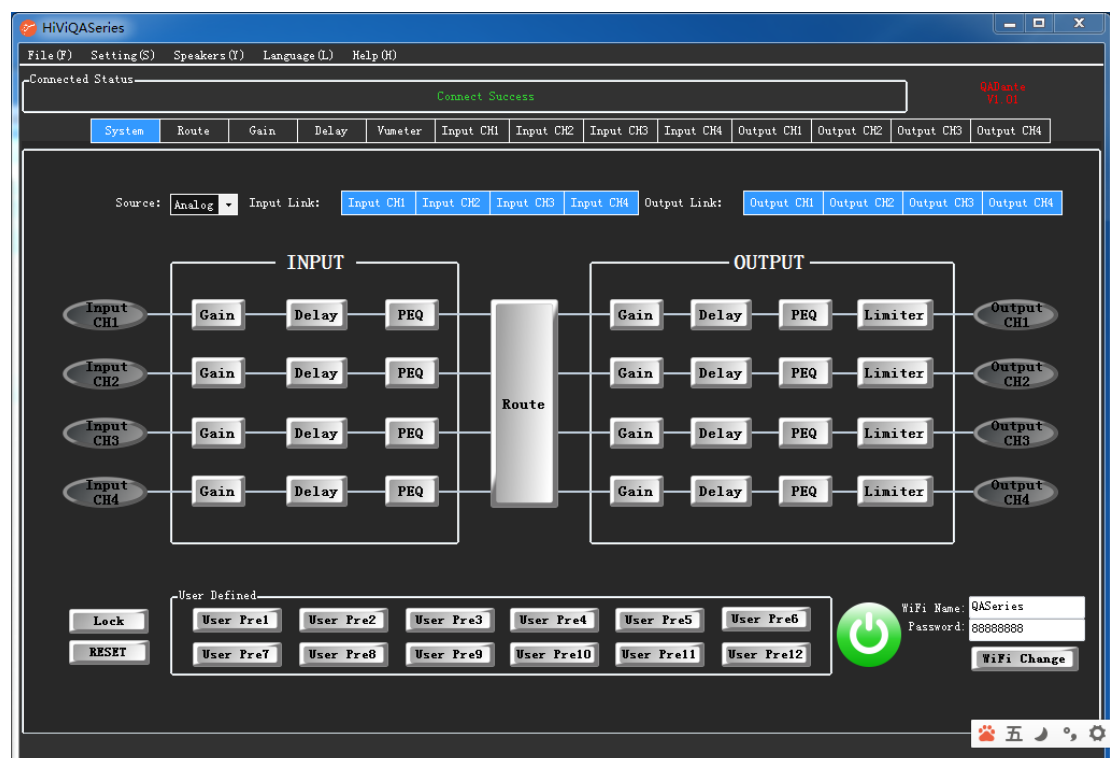 HiViQASeries
File(F) Setting(S) Speakers(Y) Language(L) Help(H)
Connected Status
Connect Success
QADante
V1.01
System Route Gain Delay Vumeter Input CH1 Input CH2 Input CH3 Input CH4 Output CH1 Output CH2 Output CH3 Output CH4
Source: Analog Input Link: Input CH1 Input CH2 Input CH3 Input CH4 Output Link: Output CH1 Output CH2 Output CH3 Output CH4
INPUT OUTPUT
Input CH1 Gain Delay PEQ Gain Delay PEQ Limiter Output CH1
Input CH2 Gain Delay PEQ Gain Delay PEQ Limiter Output CH2
Route
Input CH3 Gain Delay PEQ Gain Delay PEQ Limiter Output CH3
Input CH4 Gain Delay PEQ Gain Delay PEQ Limiter Output CH4
User Defined
Lock User Pre1 User Pre2 User Pre3 User Pre4 User Pre5 User Pre6
RESET User Pre7 User Pre8 User Pre9 User Pre10 User Pre11 User Pre12
WiFi Name: QASeries
Password: 88888888
WiFi Change
五